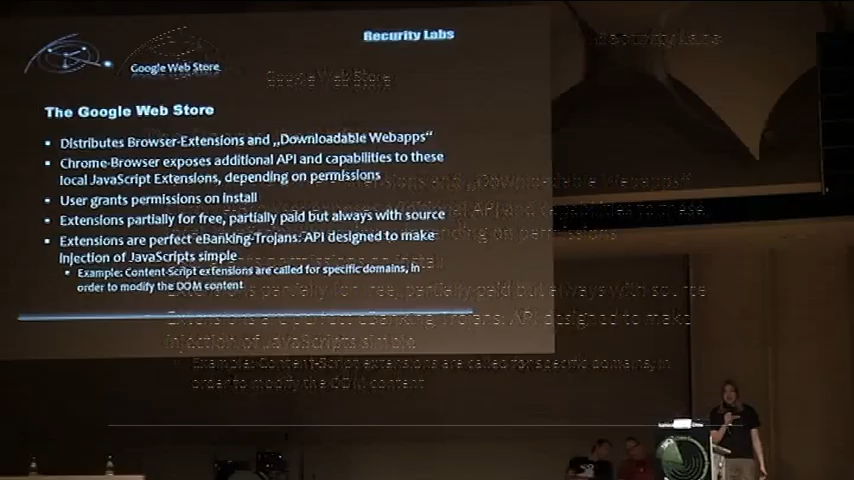 Recurity Labs
Google Web Store
The Google Web Store
Distributes Browser-Extensions and „Downloadable Webapps“
Chrome-Browser exposes additional API and capabilities to these
local JavaScript Extensions, depending on permissions
User grants permissions on install
Extensions partially for free, partially paid but always with source
Extensions are perfect eBanking-Trojans: API designed to make
injection of JavaScripts simple
Example: Content-Script extensions are called for specific domains, in
order to modify the DOM content